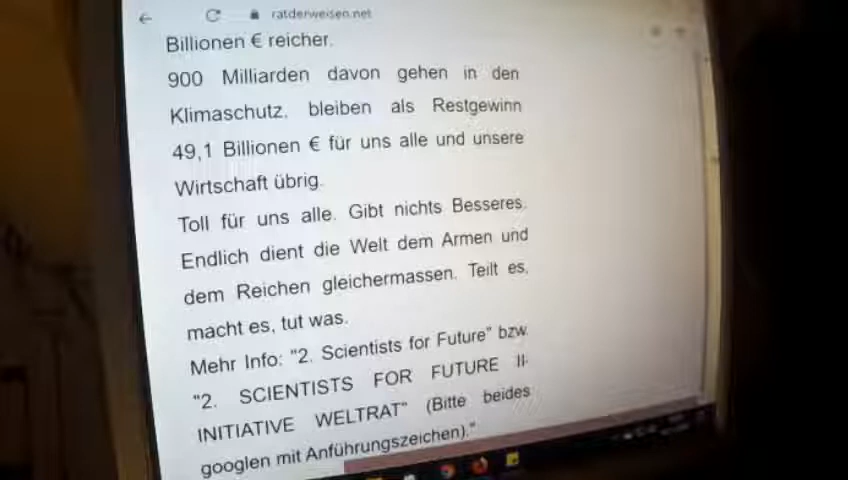 ratderweisen.net
Billionen € reicher.
900 Milliarden davon gehen in den
Klimaschutz, bleiben als Restgewinn
49,1 Billionen € für uns alle und unsere
Wirtschaft übrig.
Toll für uns alle. Gibt nichts Besseres.
Endlich dient die Welt dem Armen und
dem Reichen gleichermassen. Teilt es,
macht es, tut was.
Mehr Info: "2. Scientists for Future" bzw.
"2. SCIENTISTS FOR FUTURE II-
INITIATIVE WELTRAT" (Bitte beides
googlen mit Anführungszeichen)."